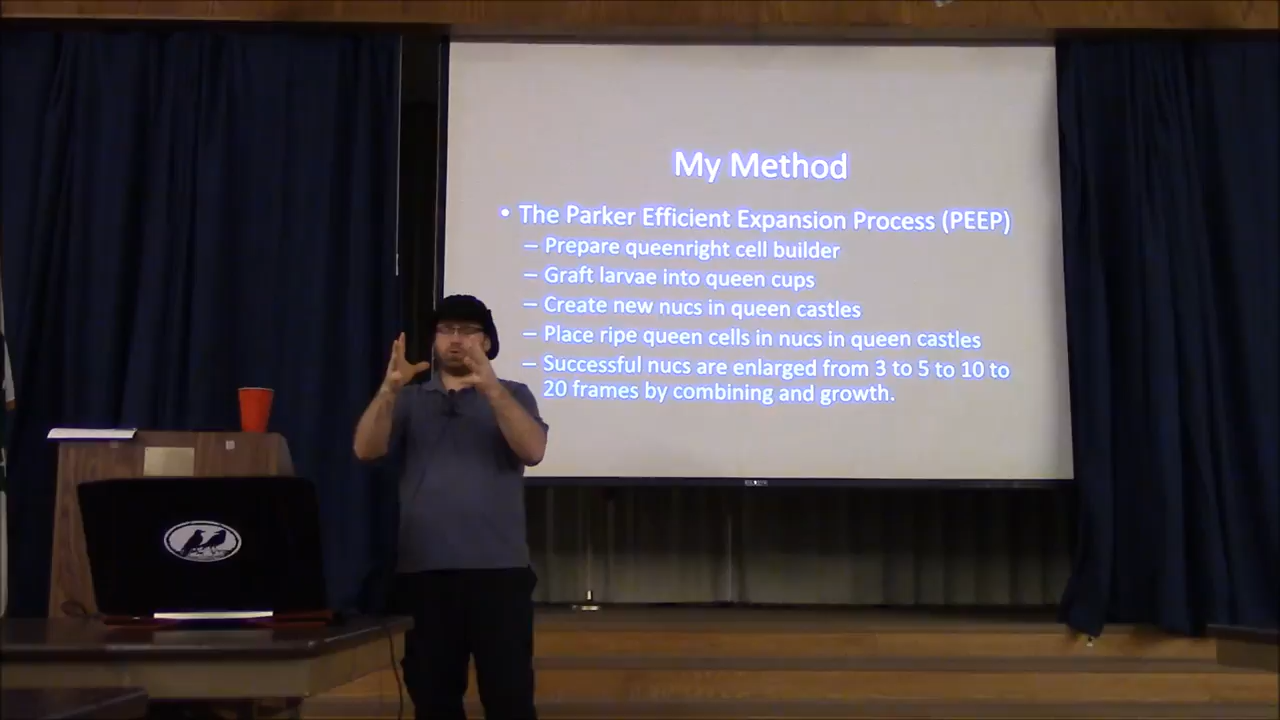 My Method
• The Parker Efficient Expansion Process (PEEP)
– Prepare queenright cell builder
– Graft larvae into queen cups
– Create new nucs in queen castles
– Place ripe queen cells in nucs in queen castles
– Successful nucs are enlarged from 3 to 5 to 10 to
20 frames by combining and growth.